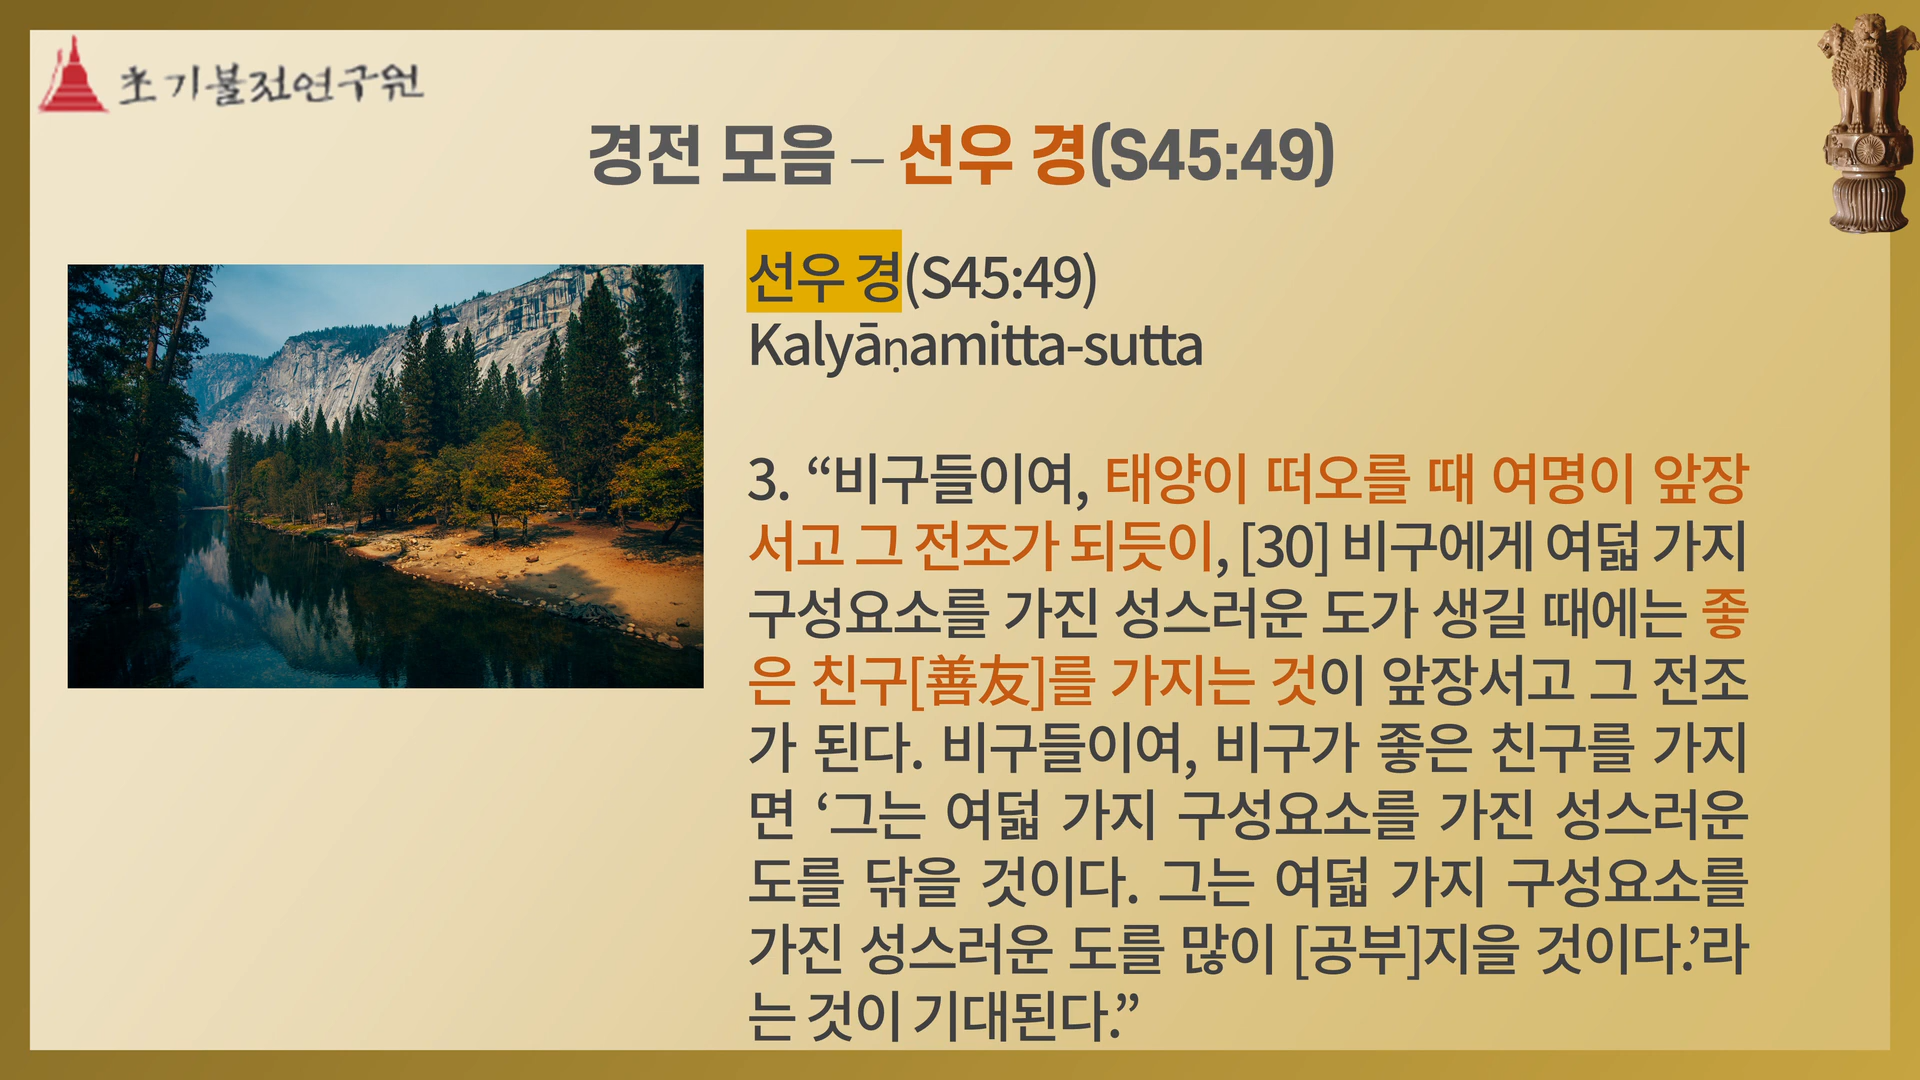 초기불전연구원
경전 모음 – 선우 경(S45:49)
선우 경(S45:49)
Kalyāṇamitta-sutta
3. “비구들이여, 태양이 떠오를 때 여명이 앞장
서고 그 전조가 되듯이, [30] 비구에게 여덟 가지
구성요소를 가진 성스러운 도가 생길 때에는 좋
은 친구[善友]를 가지는 것이 앞장서고 그 전조
가 된다. 비구들이여, 비구가 좋은 친구를 가지
면 ‘그는 여덟 가지 구성요소를 가진 성스러운
도를 닦을 것이다. 그는 여덟 가지 구성요소를
가진 성스러운 도를 많이 [공부]지을 것이다.’라
는 것이 기대된다.”